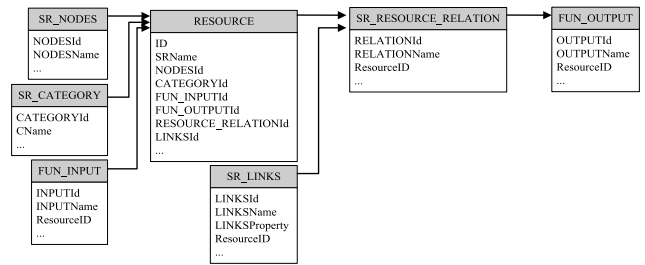 SR_NODES
NODESId
NODESName
...
SR_CATEGORY
CATEGORYId
CName
...
FUN_INPUT
INPUTId
INPUTName
ResourceID
...
RESOURCE
ID
SRName
NODESId
CATEGORYId
FUN_INPUTId
FUN_OUTPUTId
RESOURCE_RELATIONId
LINKSId
...
SR_LINKS
LINKSId
LINKSName
LINKSProperty
ResourceID
...
SR_RESOURCE_RELATION
RELATIONId
RELATIONName
ResourceID
...
FUN_OUTPUT
OUTPUTId
OUTPUTName
ResourceID
...